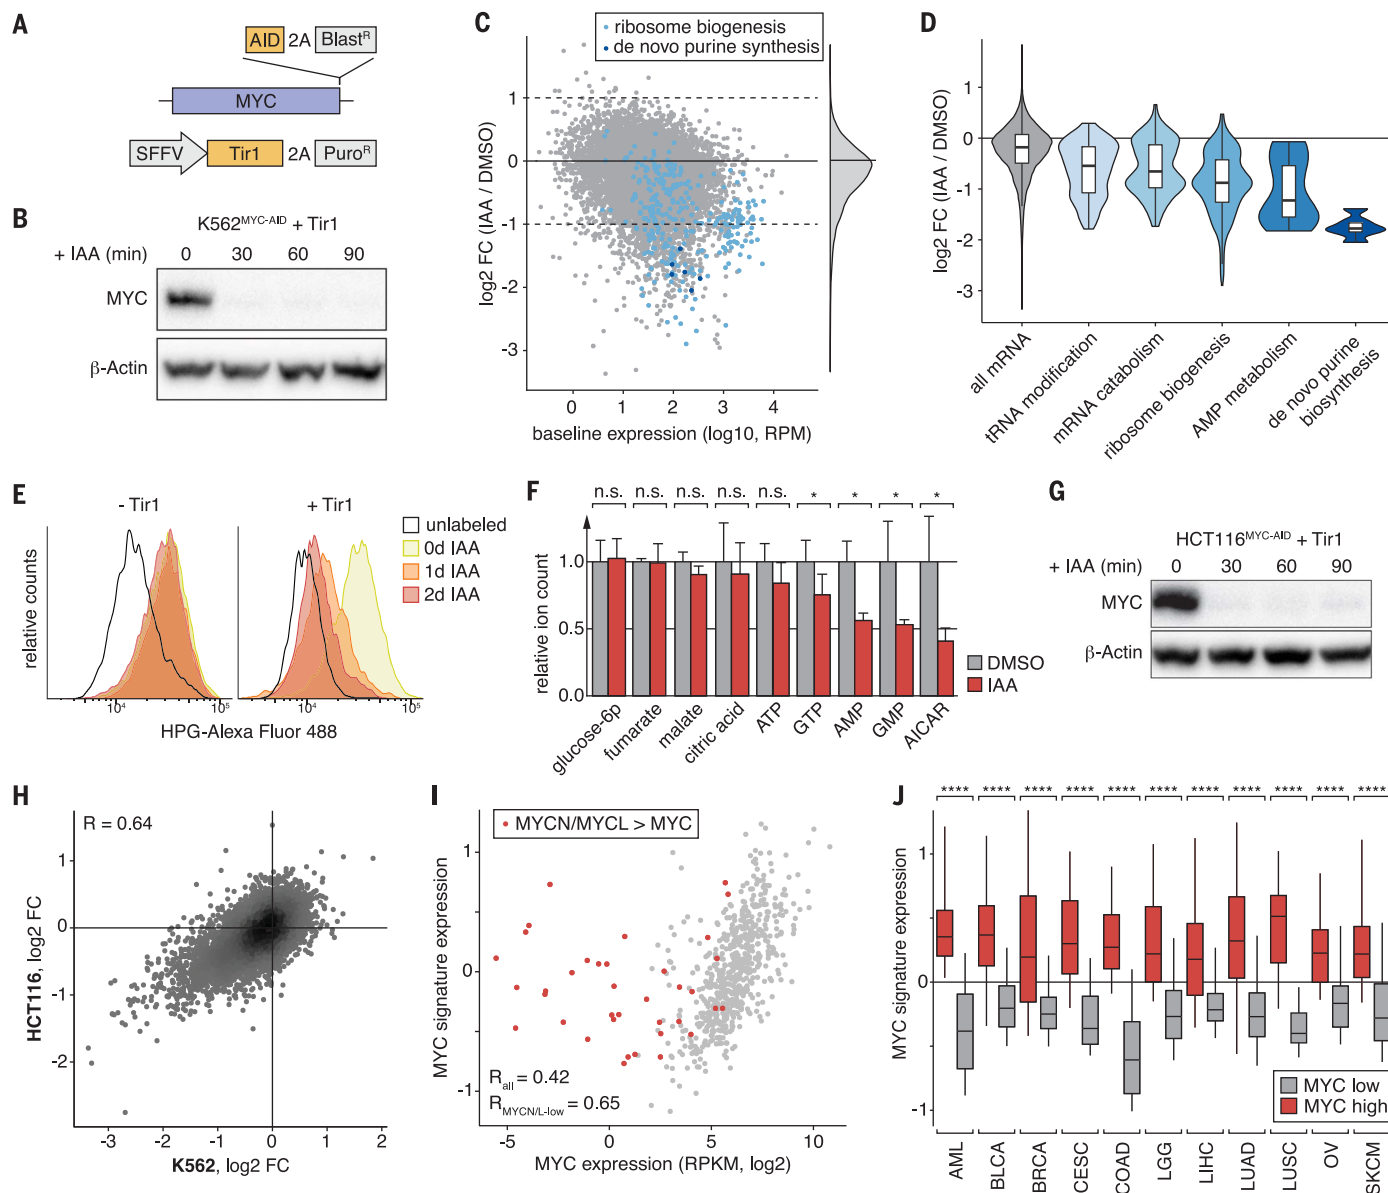 A
AID 2A Blast^R
MYC
SFFV Tir1 2A Puro^R
B
K562^MYC-AID + Tir1
+ IAA (min) 0 30 60 90
MYC
β-Actin
C
ribosome biogenesis
de novo purine synthesis
log2 FC (IAA / DMSO)
1
0
-1
-2
-3
0 1 2 3 4
baseline expression (log10, RPM)
D
log2 FC (IAA / DMSO)
1
0
-1
-2
-3
all mRNA
tRNA modification
mRNA catabolism
ribosome biogenesis
AMP metabolism
de novo purine
biosynthesis
E
- Tir1
+ Tir1
relative counts
unlabeled
0d IAA
1d IAA
2d IAA
10⁴ 10⁵ 10⁴ 10⁵
HPG-Alexa Fluor 488
F
n.s. n.s. n.s. n.s. n.s. * * * *
relative ion count
1.0
0.5
0.0
DMSO
IAA
glucose-6p
fumarate
malate
citric acid
ATP
GTP
AMP
GMP
AICAR
G
HCT116^MYC-AID + Tir1
+ IAA (min) 0 30 60 90
MYC
β-Actin
H
R = 0.64
HCT116, log2 FC
1
0
-1
-2
-3 -2 -1 0 1 2
K562, log2 FC
I
MYCN/MYCL > MYC
MYC signature expression
1
0
-1
R_all = 0.42
R_MYCN/L-low = 0.65
-5 0 5 10
MYC expression (RPKM, log2)
J
**** **** **** **** **** **** **** **** **** **** ****
MYC signature expression
1
0
-1
MYC low
MYC high
AML
BLCA
BRCA
CESC
COAD
LGG
LIHC
LUAD
LUSC
OV
SKCM